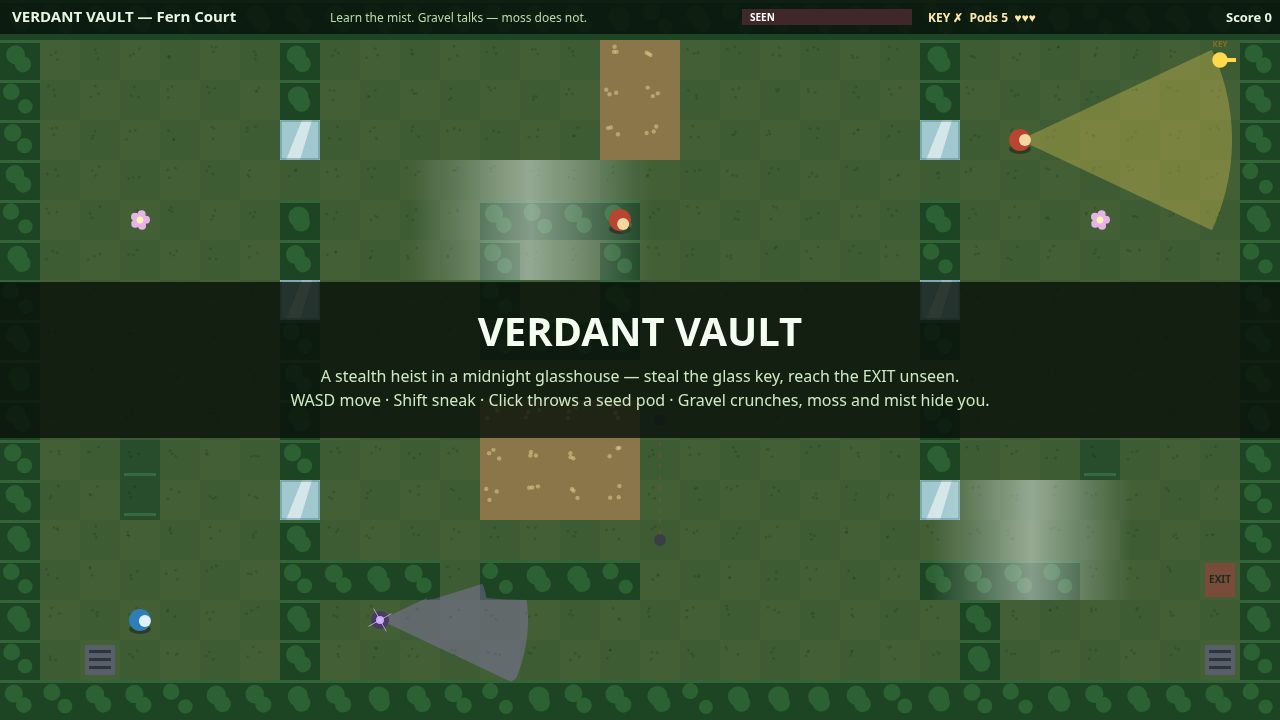 VERDANT VAULT — Fern Court
Learn the mist. Gravel talks — moss does not.
SEEN
KEY ✗ Pods 5 ♥♥♥
Score 0
KEY
VERDANT VAULT
A stealth heist in a midnight glasshouse — steal the glass key, reach the EXIT unseen.
WASD move · Shift sneak · Click throws a seed pod · Gravel crunches, moss and mist hide you.
EXIT